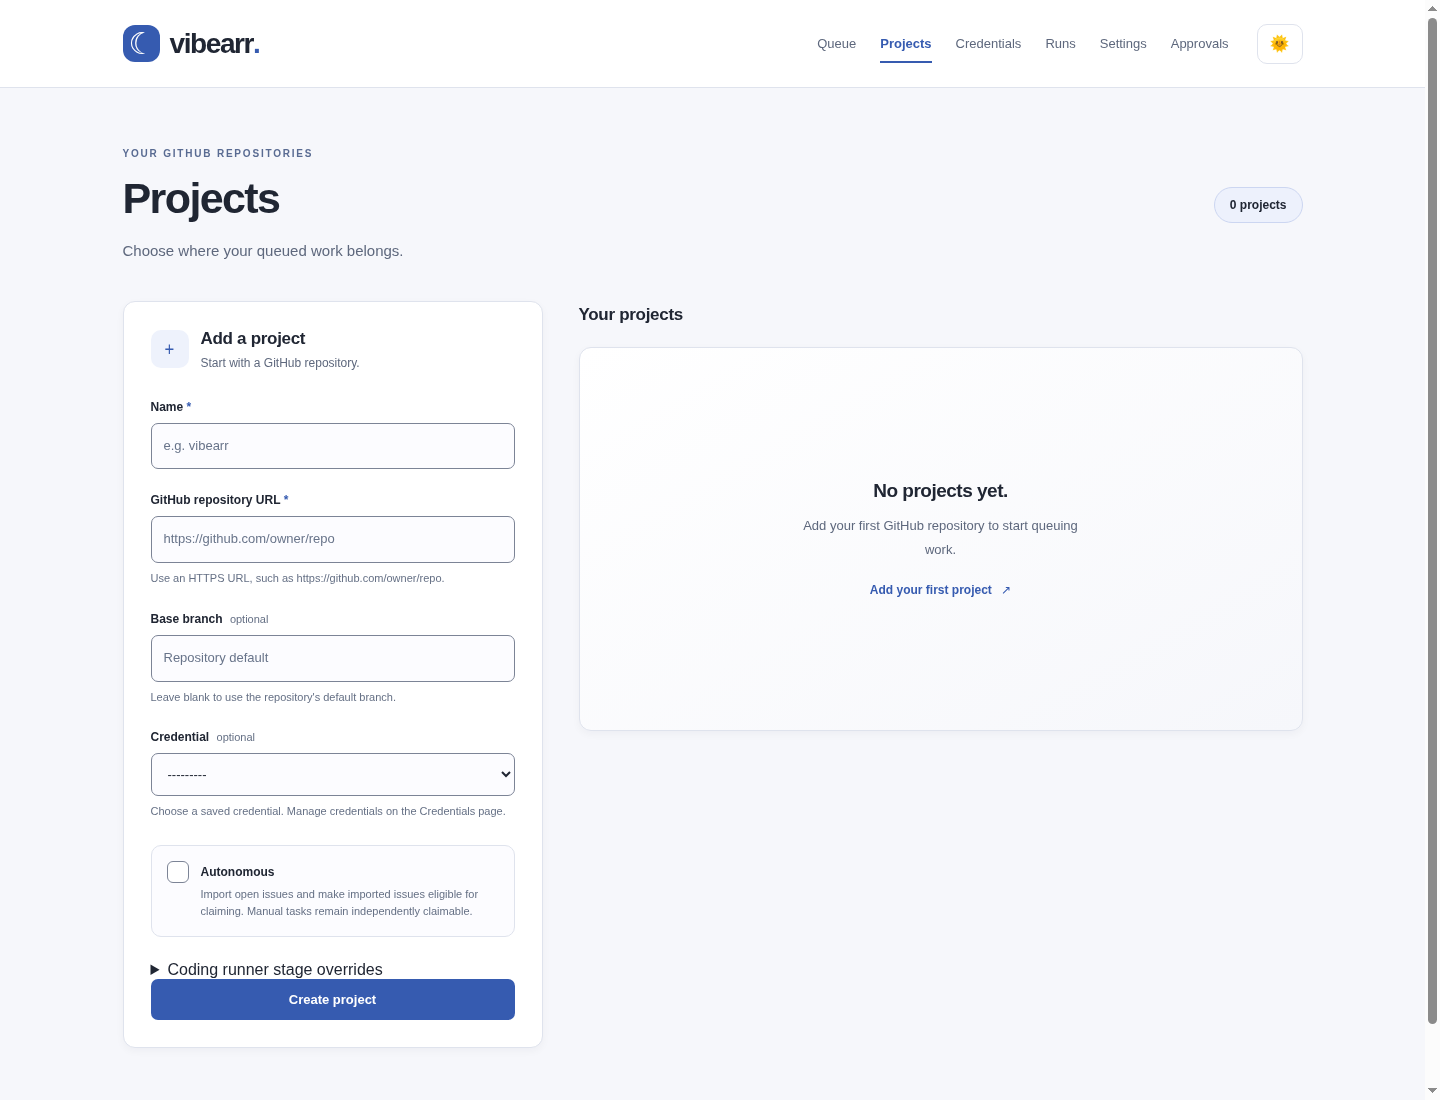 vibearr.
Queue
Projects
Credentials
Runs
Settings
Approvals
YOUR GITHUB REPOSITORIES
Projects
0 projects
Choose where your queued work belongs.
+
Add a project
Start with a GitHub repository.
Name *
e.g. vibearr
GitHub repository URL *
https://github.com/owner/repo
Use an HTTPS URL, such as https://github.com/owner/repo.
Base branch optional
Repository default
Leave blank to use the repository's default branch.
Credential optional
---------
Choose a saved credential. Manage credentials on the Credentials page.
Autonomous
Import open issues and make imported issues eligible for
claiming. Manual tasks remain independently claimable.
Coding runner stage overrides
Create project
Your projects
No projects yet.
Add your first GitHub repository to start queuing
work.
Add your first project ↗